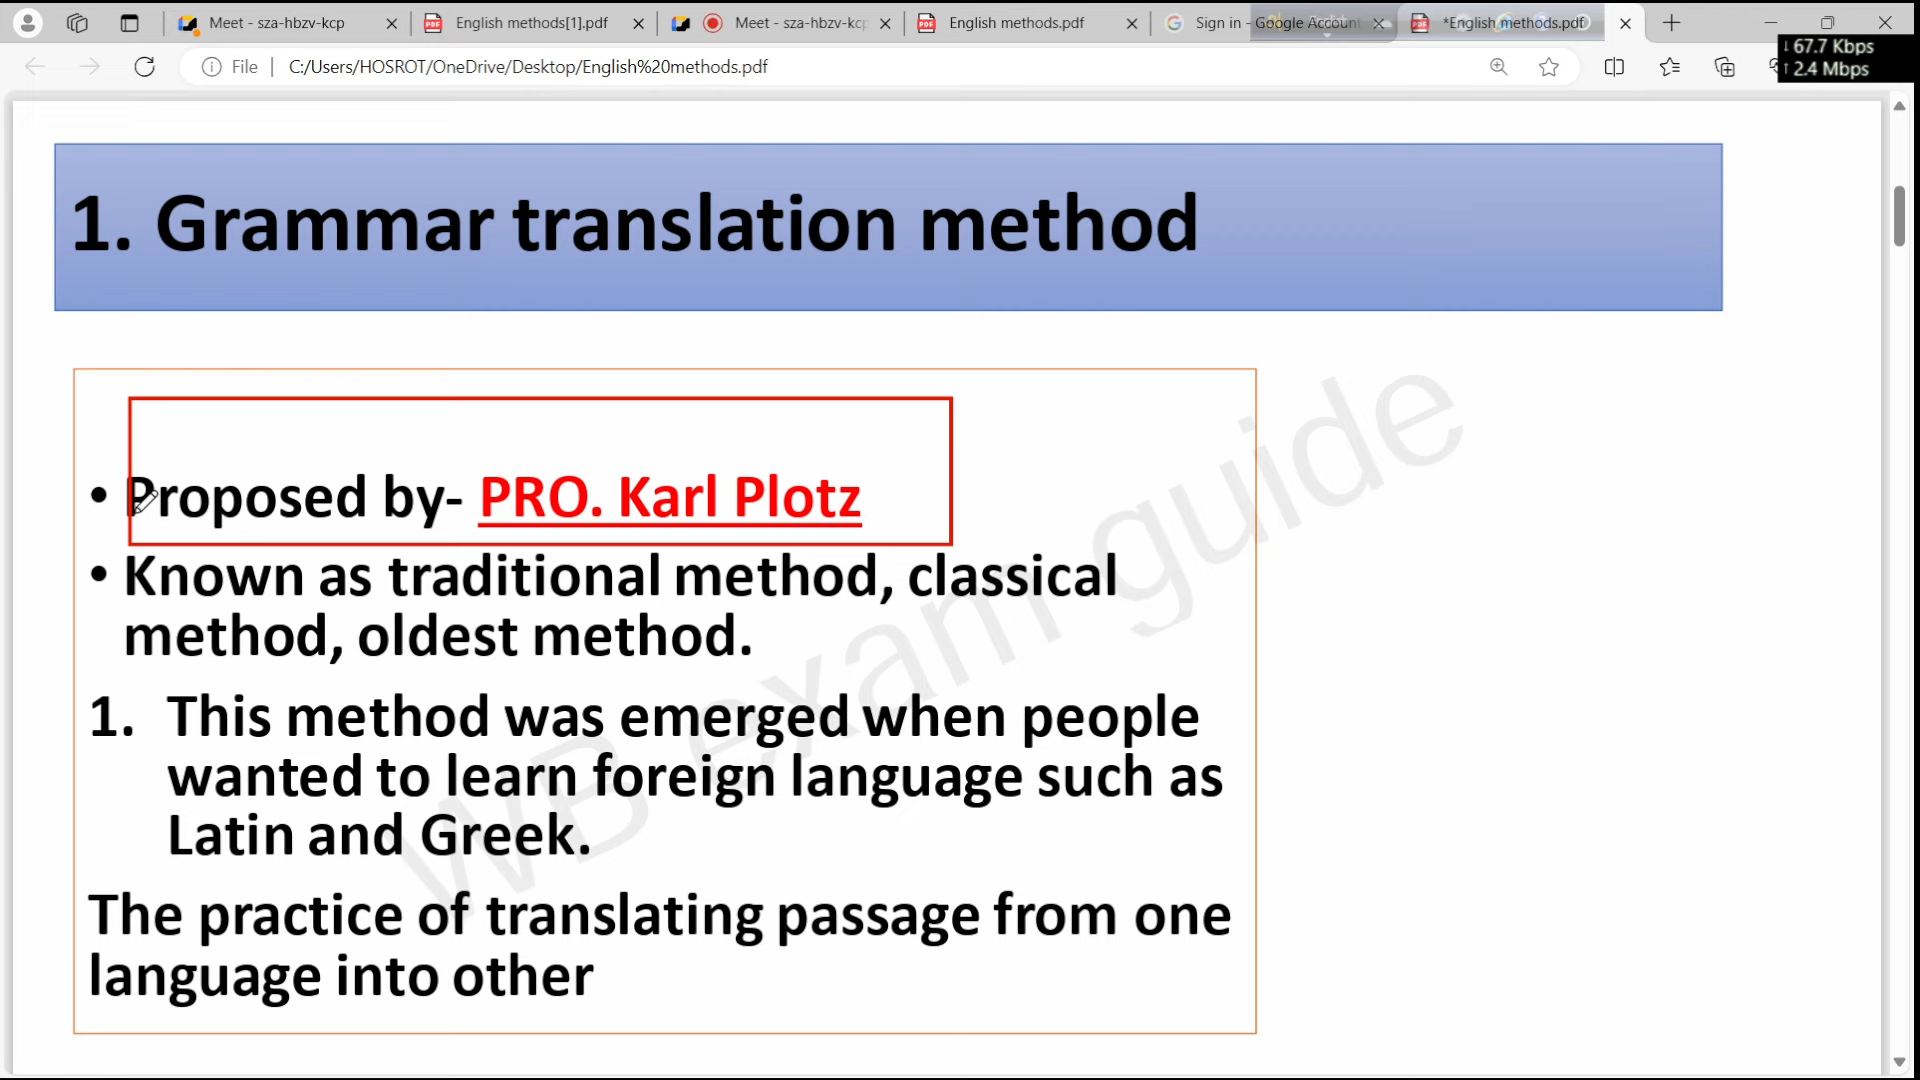 Meet - sza-hbzv-kcp
English methods[1].pdf
Meet - sza-hbzv-kcp
English methods.pdf
Sign in - Google Account
*English methods.pdf
↓ 67.7 Kbps
↑ 2.4 Mbps
File | C:/Users/HOSROT/OneDrive/Desktop/English%20methods.pdf
1. Grammar translation method
• Proposed by- PRO. Karl Plotz
• Known as traditional method, classical
method, oldest method.
1. This method was emerged when people
wanted to learn foreign language such as
Latin and Greek.
The practice of translating passage from one
language into other
WB exam guide